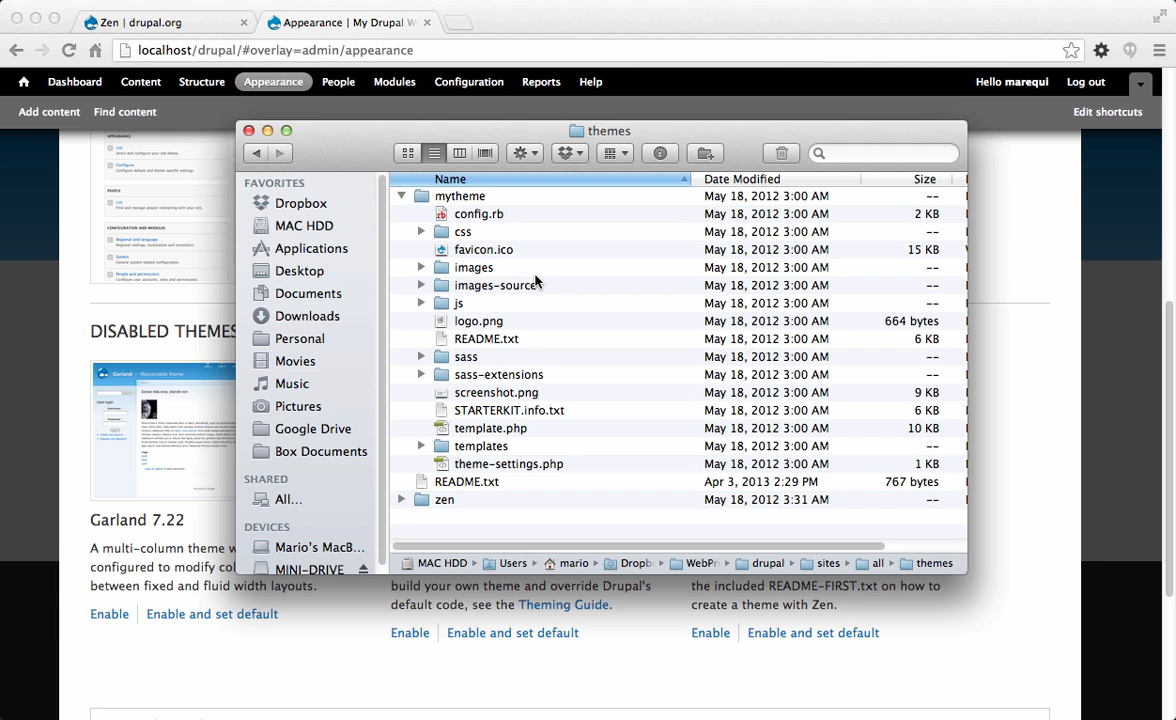 Zen | drupal.org
Appearance | My Drupal W
localhost/drupal/#overlay=admin/appearance
Dashboard Content Structure Appearance People Modules Configuration Reports Help Hello marequi Log out
Add content Find content Edit shortcuts
themes
Name Date Modified Size
FAVORITES
Dropbox
MAC HDD
Applications
Desktop
Documents
Downloads
Personal
Movies
Music
Pictures
Google Drive
Box Documents
SHARED
All...
DEVICES
Mario's MacB...
MINI-DRIVE
mytheme May 18, 2012 3:00 AM --
config.rb May 18, 2012 3:00 AM 2 KB
css May 18, 2012 3:00 AM --
favicon.ico May 18, 2012 3:00 AM 15 KB
images May 18, 2012 3:00 AM --
images-source May 18, 2012 3:00 AM --
js May 18, 2012 3:00 AM --
logo.png May 18, 2012 3:00 AM 664 bytes
README.txt May 18, 2012 3:00 AM 6 KB
sass May 18, 2012 3:00 AM --
sass-extensions May 18, 2012 3:00 AM --
screenshot.png May 18, 2012 3:00 AM 9 KB
STARTERKIT.info.txt May 18, 2012 3:00 AM 6 KB
template.php May 18, 2012 3:00 AM 10 KB
templates May 18, 2012 3:00 AM --
theme-settings.php May 18, 2012 3:00 AM 1 KB
README.txt Apr 3, 2013 2:29 PM 767 bytes
zen May 18, 2012 3:31 AM --
MAC HDD Users mario Dropb WebPr drupal sites all themes
DISABLED THEMES
Garland 7.22
A multi-column theme w
configured to modify col
between fixed and fluid width layouts.
Enable Enable and set default
build your own theme and override Drupal's
default code, see the Theming Guide.
Enable Enable and set default
the included README-FIRST.txt on how to
create a theme with Zen.
Enable Enable and set default